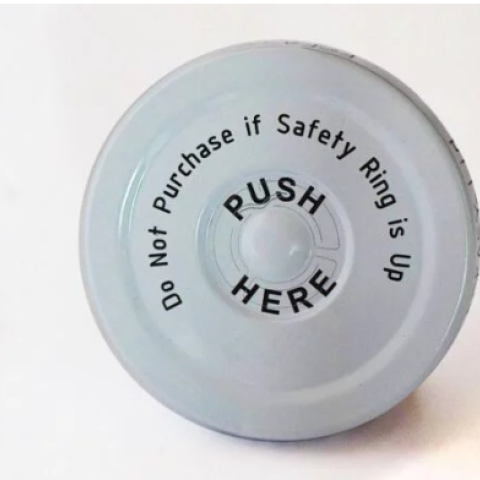 Do Not Purchase if Safety Ring is Up
PUSH
HERE